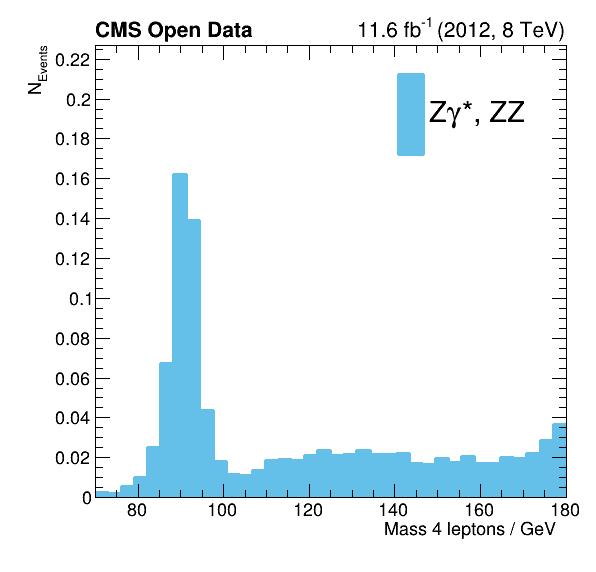 CMS Open Data 11.6 fb⁻¹ (2012, 8 TeV)
N_Events
0.22
0.2
0.18
0.16
0.14
0.12
0.1
0.08
0.06
0.04
0.02
0
Zγ*, ZZ
80 100 120 140 160 180
Mass 4 leptons / GeV